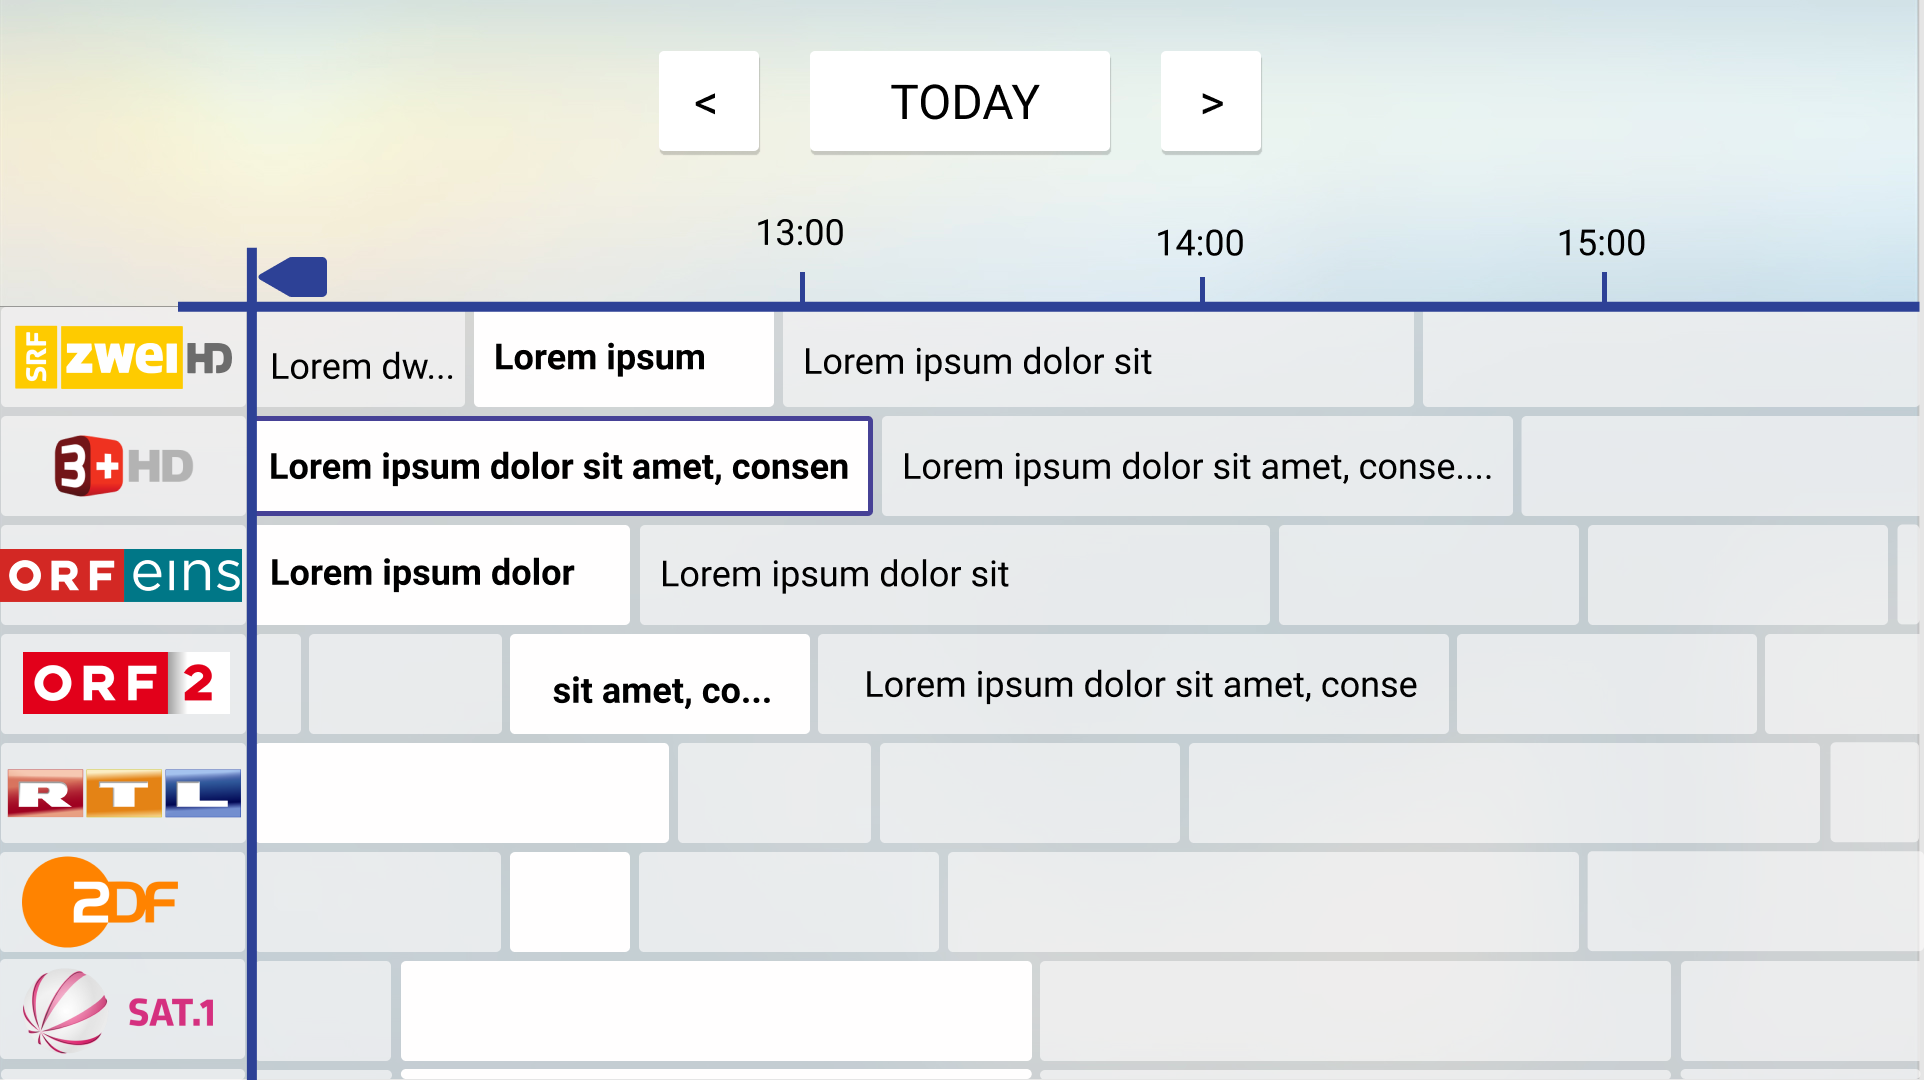 < TODAY >
13:00 14:00 15:00
SRF zwei HD Lorem dw... Lorem ipsum Lorem ipsum dolor sit
3+ HD Lorem ipsum dolor sit amet, consen Lorem ipsum dolor sit amet, conse....
ORF eins Lorem ipsum dolor Lorem ipsum dolor sit
ORF 2 sit amet, co... Lorem ipsum dolor sit amet, conse
RTL
2DF
SAT.1